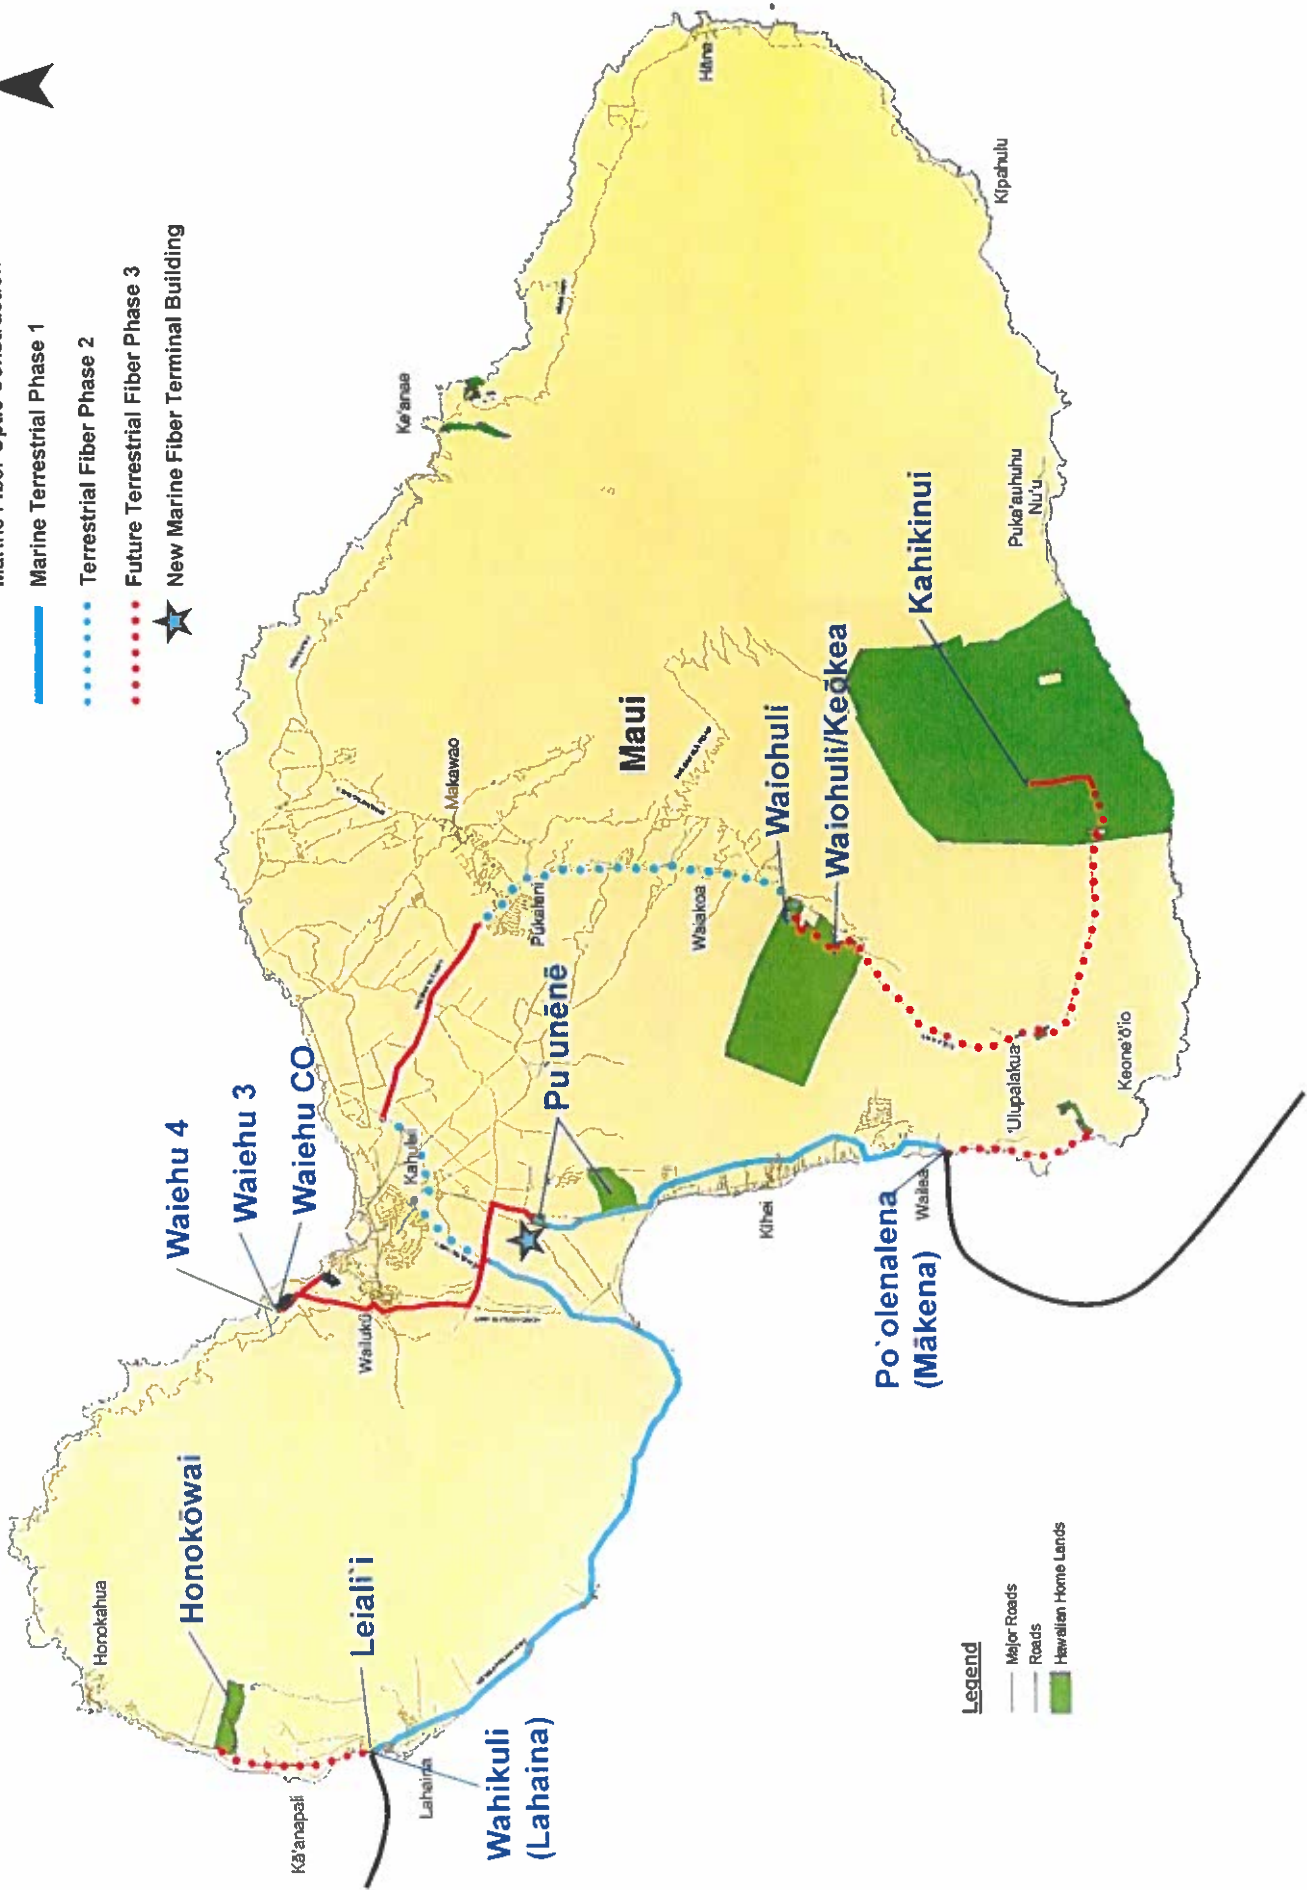 Marine Terrestrial Phase 1
Terrestrial Fiber Phase 2
Future Terrestrial Fiber Phase 3
New Marine Fiber Terminal Building
Honokahua
Honokōwai
Kā'anapali
Leiali`i
Lahaina
Wahikuli
(Lahaina)
Waiehu 4
Waiehu 3
Waiehu CO
Wailuku
Kahului
Pu`unēnē
Makawao
Pukalani
Waiakoa
Maui
Ke'anae
Hāna
Kīpahulu
Kihei
Waiohuli
Waiohuli/Keōkea
Kahikinui
Puka'auhuhu
Nu'u
Wailea
'Ulupalakua
Keone'ō'io
Po`olenalena
(Mākena)
Legend
Major Roads
Roads
Hawaiian Home Lands